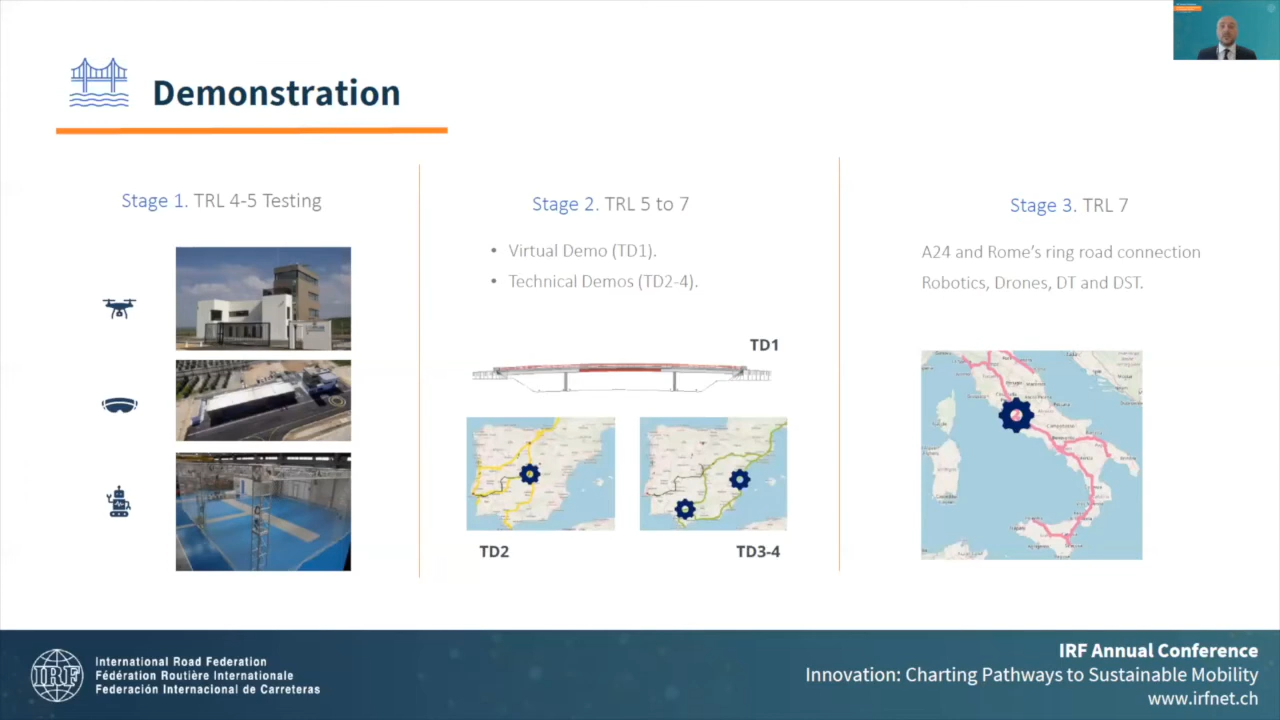 Demonstration
Stage 1. TRL 4-5 Testing
Stage 2. TRL 5 to 7
• Virtual Demo (TD1).
• Technical Demos (TD2-4).
TD1
TD2
TD3-4
Stage 3. TRL 7
A24 and Rome’s ring road connection
Robotics, Drones, DT and DST.
IRF
International Road Federation
Fédération Routière Internationale
Federación Internacional de Carreteras
IRF Annual Conference
Innovation: Charting Pathways to Sustainable Mobility
www.irfnet.ch